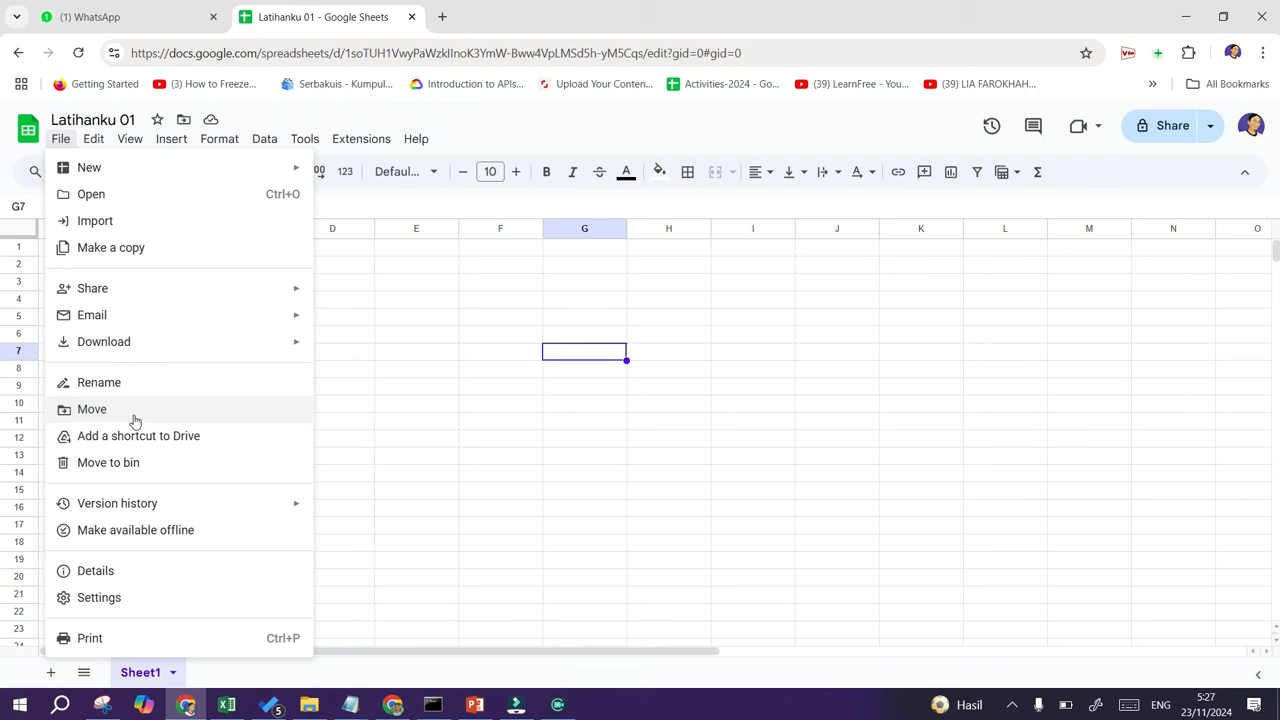 (1) WhatsApp
Latihanku 01 - Google Sheets
https://docs.google.com/spreadsheets/d/1soTUH1VwyPaWzkIInoK3YmW-Bww4VpLMSd5h-yM5Cqs/edit?gid=0#gid=0
Getting Started
(3) How to Freeze...
Serbakuis - Kumpul...
Introduction to APIs...
Upload Your Conten...
Activities-2024 - Go...
(39) LearnFree - You...
(39) LIA FAROKHAH...
All Bookmarks
Latihanku 01
File Edit View Insert Format Data Tools Extensions Help
Share
123
Defaul...
10
G7
D E F G H I J K L M N O
1
2
3
4
5
6
7
8
9
10
11
12
13
14
15
16
17
18
19
20
21
22
23
24
New
Open Ctrl+O
Import
Make a copy
Share
Email
Download
Rename
Move
Add a shortcut to Drive
Move to bin
Version history
Make available offline
Details
Settings
Print Ctrl+P
Sheet1
5
Hasil
ENG
5:27
23/11/2024